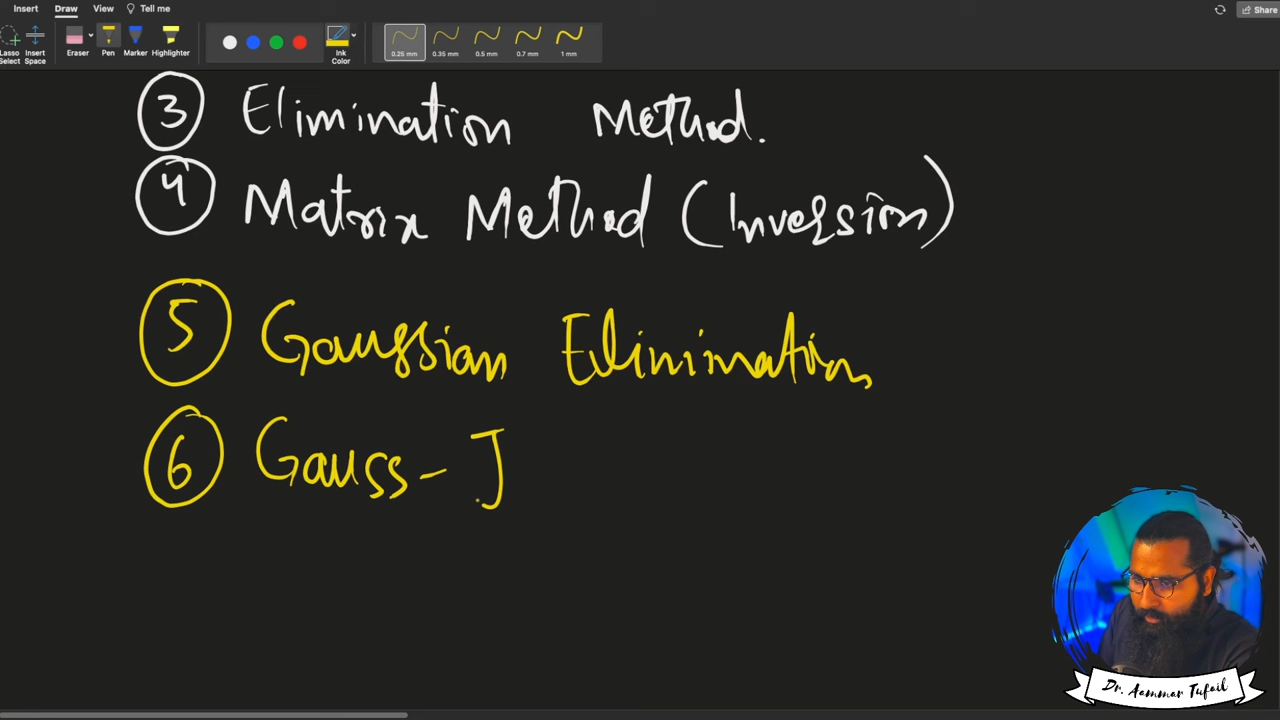 Insert Draw View Tell me
Share
Lasso Select Insert Space Eraser Pen Marker Highlighter Ink Color 0.25 mm 0.35 mm 0.5 mm 0.7 mm 1 mm
3 Elimination Method.
4 Matrix Method (Inversion)
5 Gaussian Elinimation
6 Gauss - J
Dr. Aammar Tufail